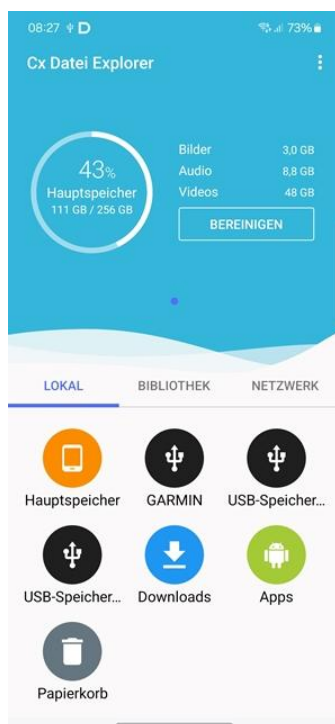 08:27 73%
Cx Datei Explorer
43%
Hauptspeicher
111 GB / 256 GB
Bilder 3,0 GB
Audio 8,8 GB
Videos 48 GB
BEREINIGEN
LOKAL BIBLIOTHEK NETZWERK
Hauptspeicher GARMIN USB-Speicher...
USB-Speicher... Downloads Apps
Papierkorb